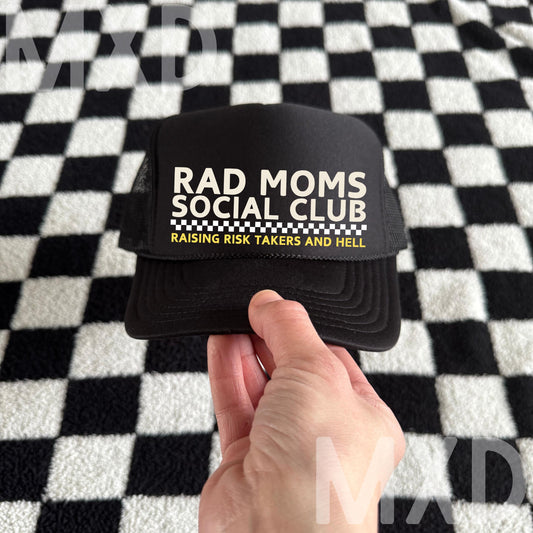 MXD
RAD MOMS
SOCIAL CLUB
RAISING RISK TAKERS AND HELL
MXD